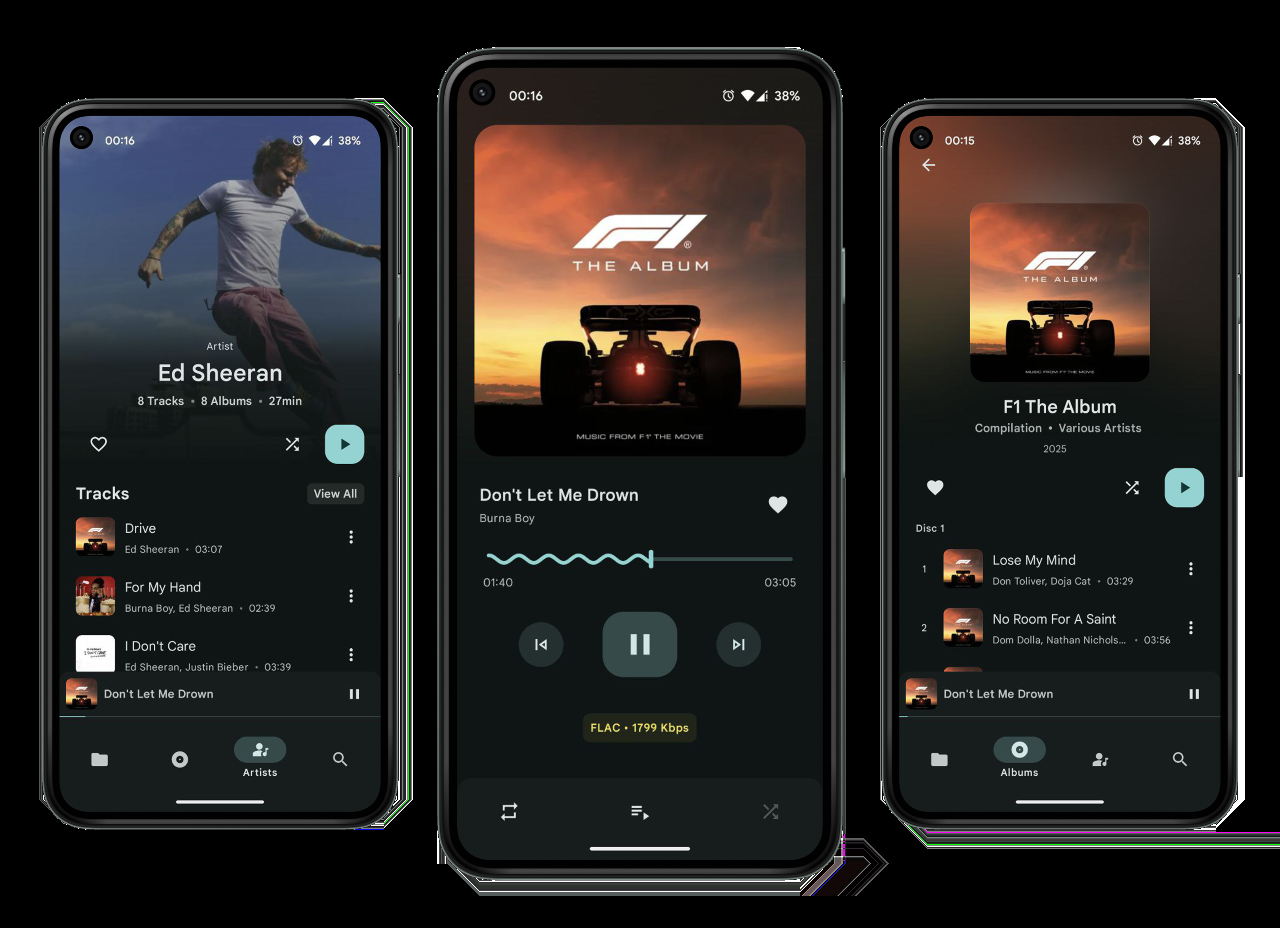 00:16
38%
Artist
Ed Sheeran
8 Tracks • 8 Albums • 27min
Tracks
View All
Drive
Ed Sheeran • 03:07
For My Hand
Burna Boy, Ed Sheeran • 02:39
I Don't Care
Ed Sheeran, Justin Bieber • 03:39
Don't Let Me Drown
Artists
00:16
38%
F1®
THE ALBUM
MUSIC FROM F1® THE MOVIE
Don't Let Me Drown
Burna Boy
01:40
03:05
FLAC • 1799 Kbps
00:15
38%
F1
THE ALBUM
MUSIC FROM F1® THE MOVIE
F1 The Album
Compilation • Various Artists
2025
Disc 1
1
Lose My Mind
Don Toliver, Doja Cat • 03:29
2
No Room For A Saint
Dom Dolla, Nathan Nichols... • 03:56
Don't Let Me Drown
Albums